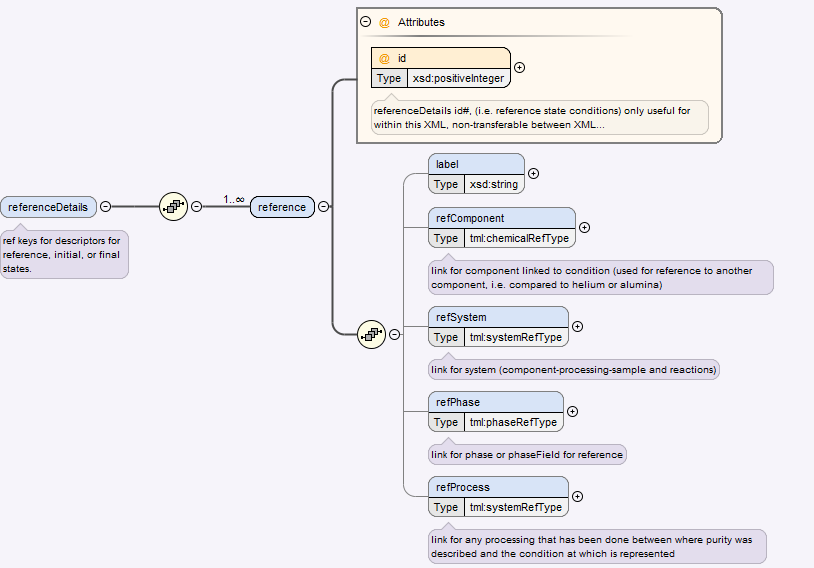 @ Attributes
@ id
Type xsd:positiveInteger
referenceDetails id#, (i.e. reference state conditions) only useful for
within this XML, non-transferable between XML...
label
Type xsd:string
referenceDetails
1..∞
reference
refComponent
Type tml:chemicalRefType
ref keys for descriptors for
reference, initial, or final
states.
link for component linked to condition (used for reference to another
component, i.e. compared to helium or alumina)
refSystem
Type tml:systemRefType
link for system (component-processing-sample and reactions)
refPhase
Type tml:phaseRefType
link for phase or phaseField for reference
refProcess
Type tml:systemRefType
link for any processing that has been done between where purity was
described and the condition at which is represented